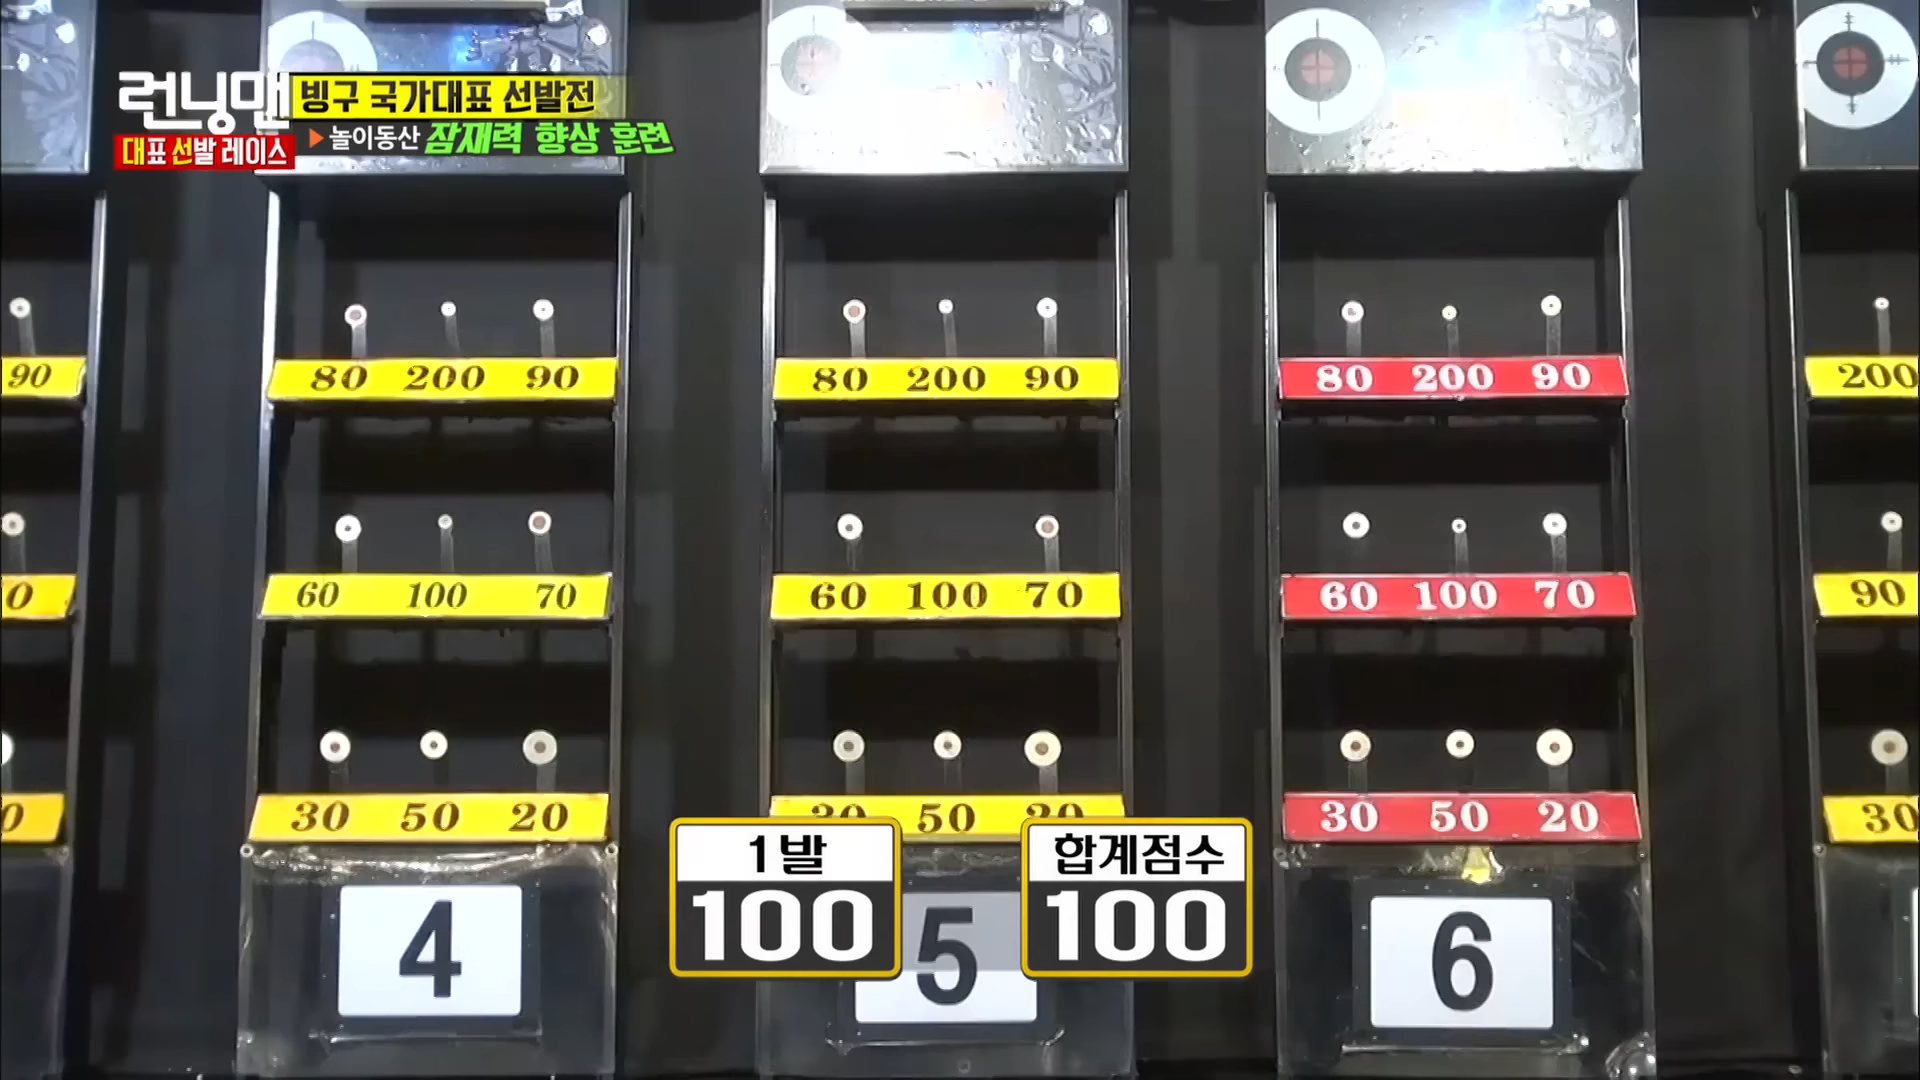 런닝맨 빙구 국가대표 선발전
대표 선발 레이스 ▶놀이동산 잠재력 향상 훈련
90 80 200 90 80 200 90 80 200 90 200
0 60 100 70 60 100 70 60 100 70 90
0 30 50 20 30 50 20 30 50 20 30
1발 합계점수
100 100
4 5 6